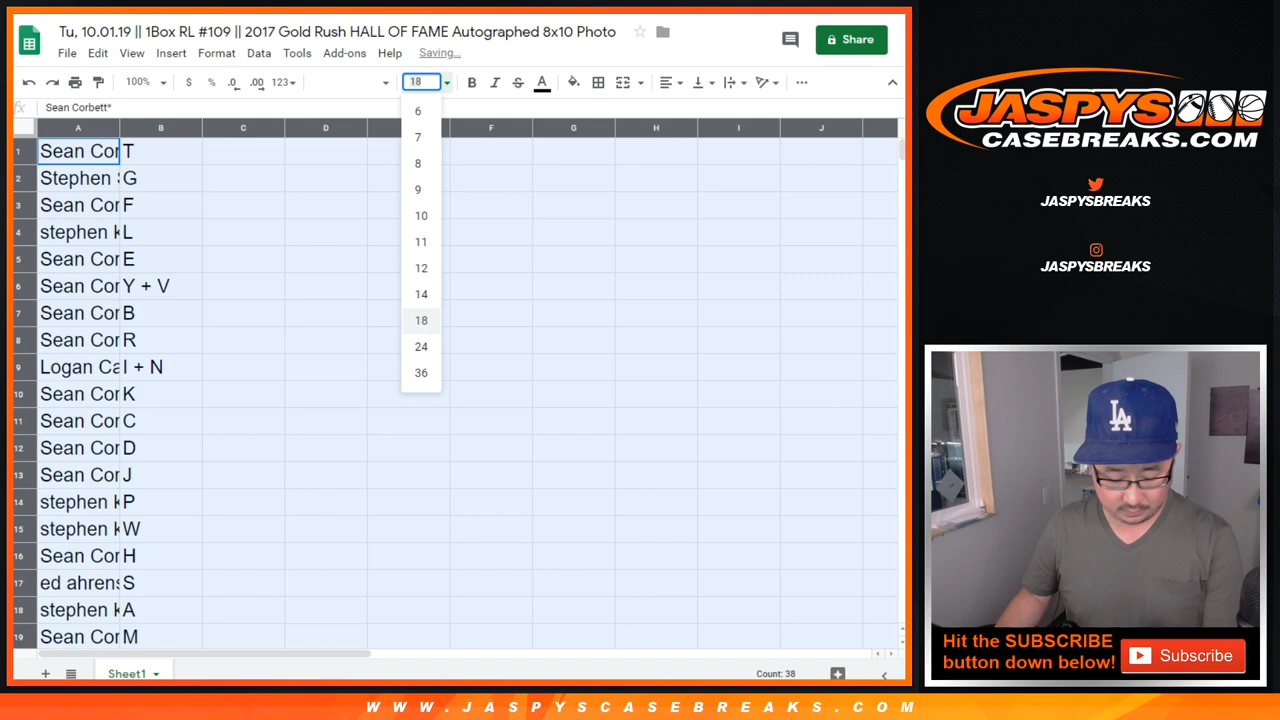 Tu, 10.01.19 || 1Box RL #109 || 2017 Gold Rush HALL OF FAME Autographed 8x10 Photo
File Edit View Insert Format Data Tools Add-ons Help Saving...
Share
100% $ % .0 .00 123 18 B I S A
fx Sean Corbett*
A B C D F G H I J
1 Sean Cor T
2 Stephen G
3 Sean Cor F
4 stephen k L
5 Sean Cor E
6 Sean Cor Y + V
7 Sean Cor B
8 Sean Cor R
9 Logan Ca I + N
10 Sean Cor K
11 Sean Cor C
12 Sean Cor D
13 Sean Cor J
14 stephen k P
15 stephen k W
16 Sean Cor H
17 ed ahrens S
18 stephen k A
19 Sean Cor M
6
7
8
9
10
11
12
14
18
24
36
Sheet1
Count: 38
JASPYS
CASEBREAKS.COM
JASPYSBREAKS
JASPYSBREAKS
LA
Hit the SUBSCRIBE
button down below!
Subscribe
WWW.JASPYSCASEBREAKS.COM